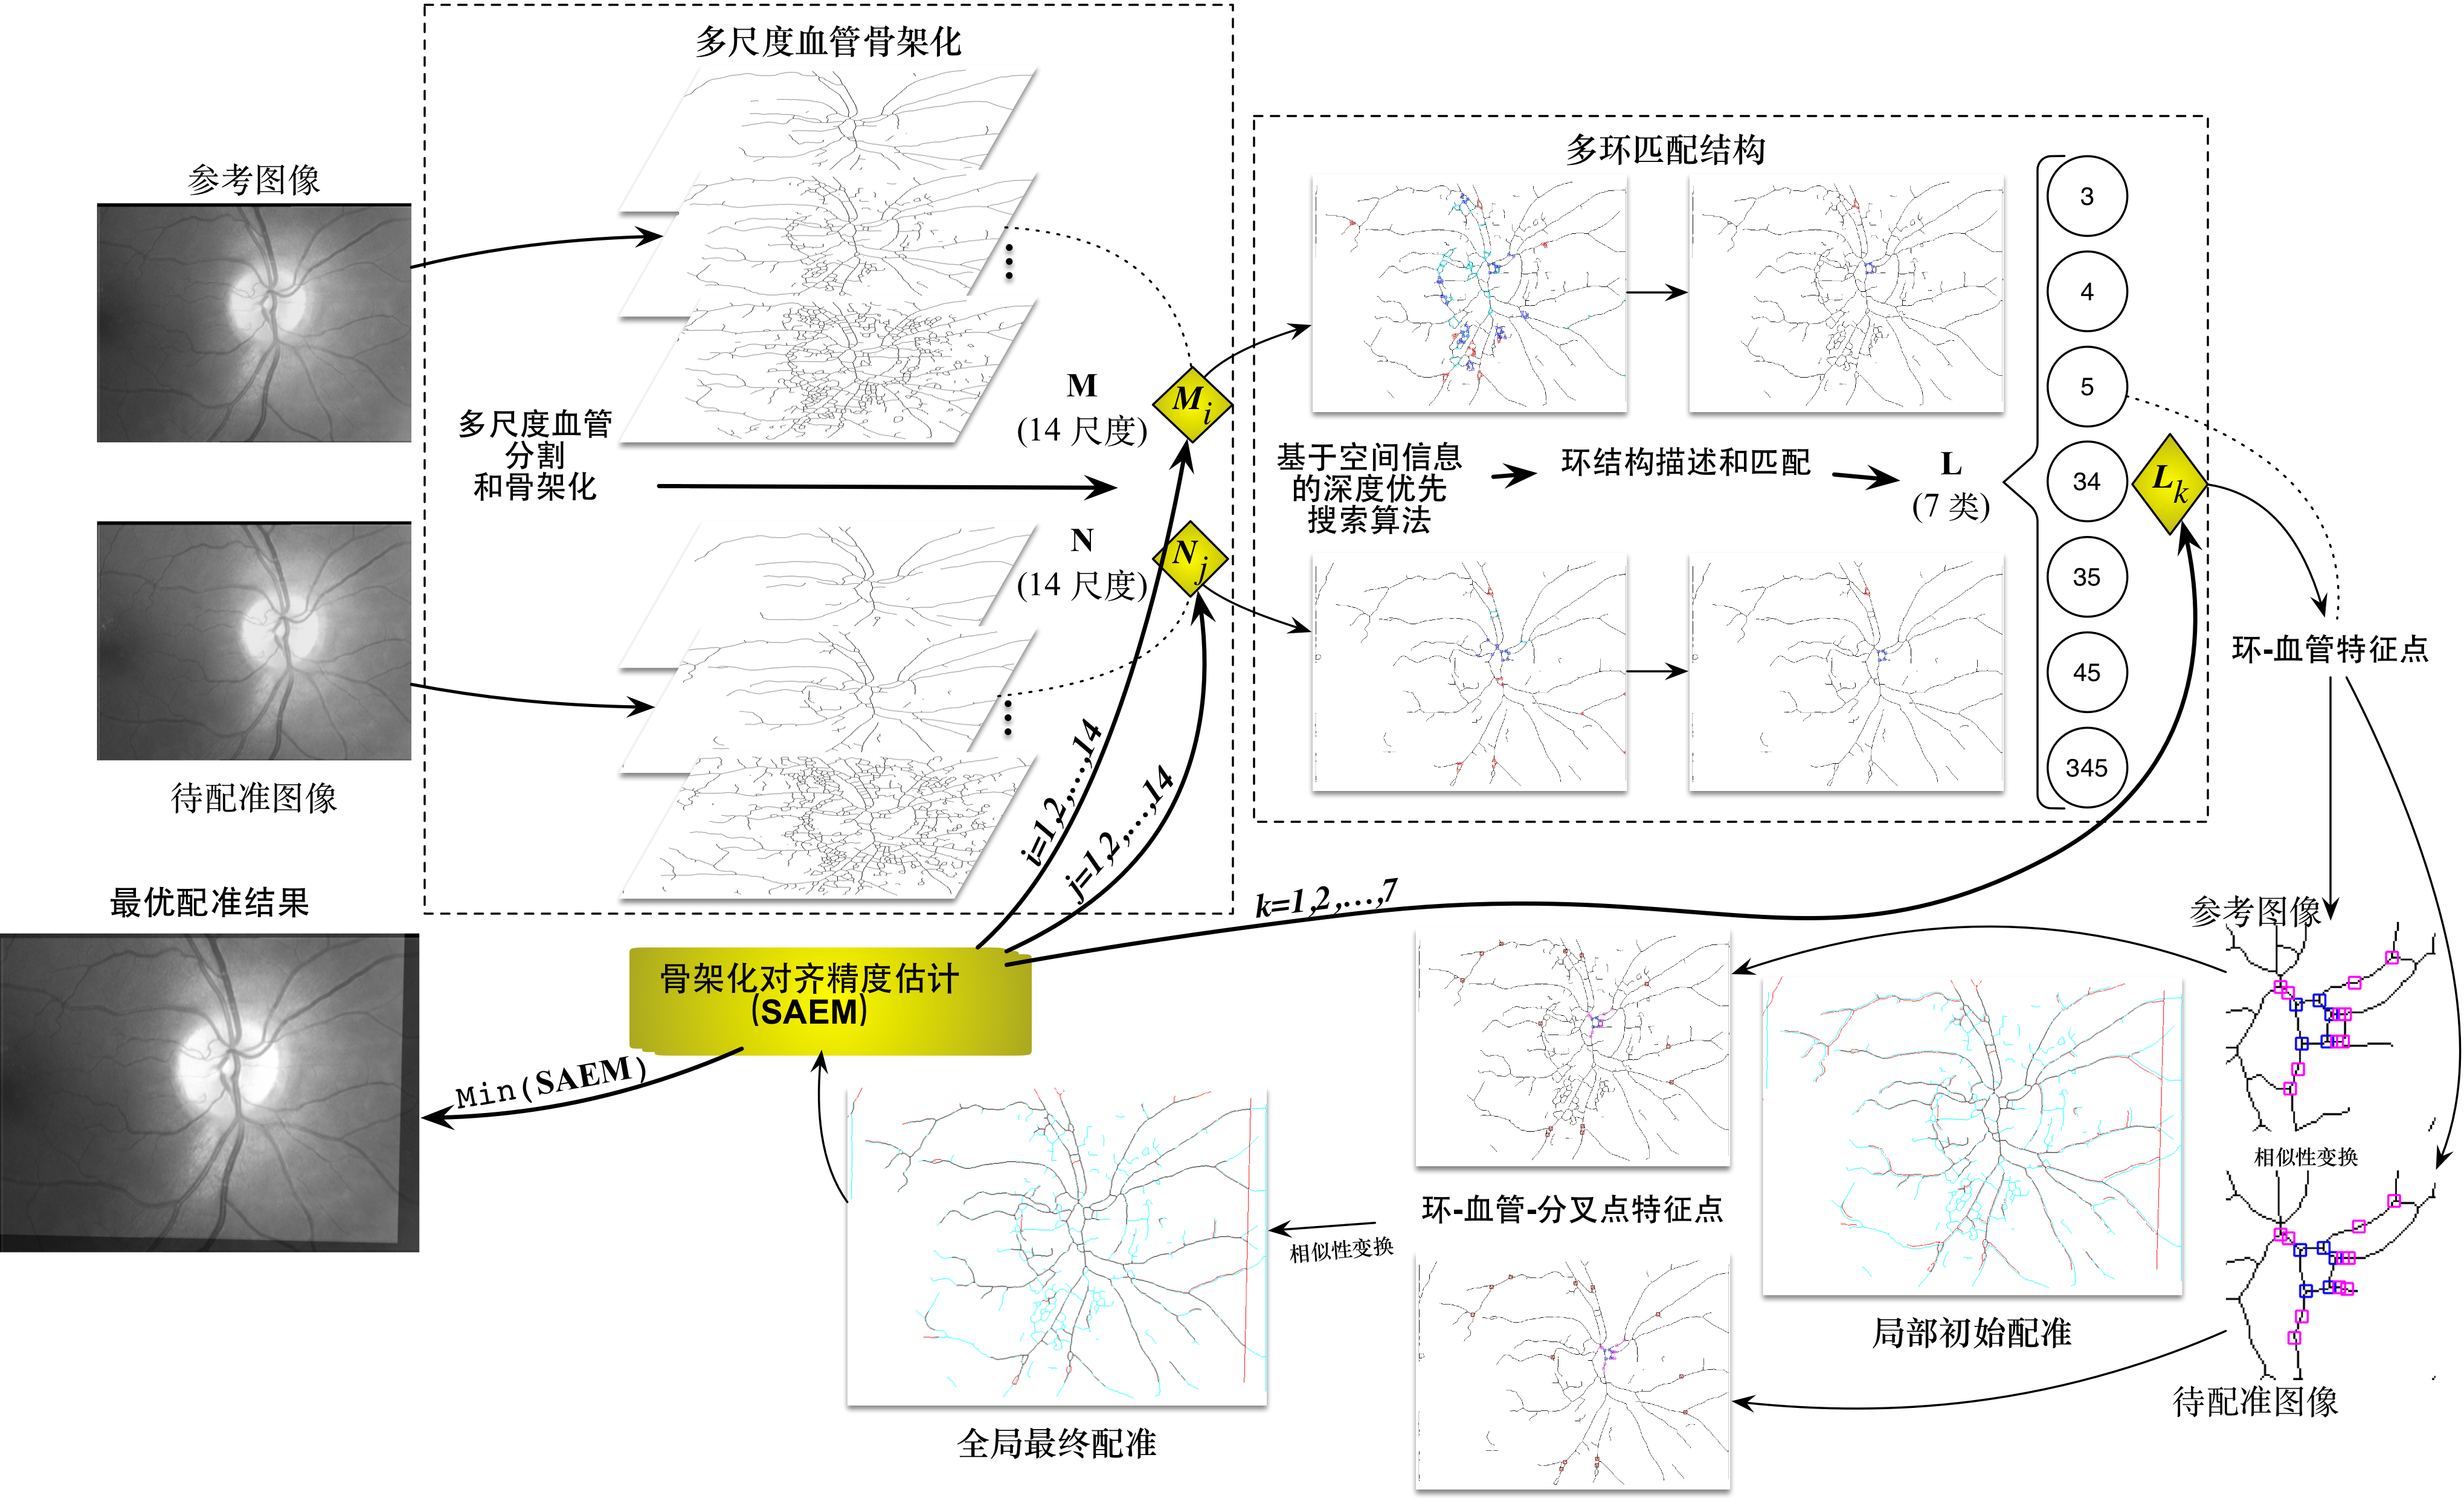 多尺度血管骨架化
参考图像
待配准图像
多尺度血管
分割
和骨架化
M
(14 尺度)
M i
N
(14 尺度)
N j
多环匹配结构
基于空间信息
的深度优先
搜索算法
环结构描述和匹配
L
(7 类)
3
4
5
34
35
45
345
L k
环-血管特征点
i=1,2,...,14
j=1,2,...,14
k=1,2,...,7
参考图像
相似性变换
待配准图像
局部初始配准
环-血管-分叉点特征点
相似性变换
全局最终配准
骨架化对齐精度估计
(SAEM)
Min(SAEM)
最优配准结果